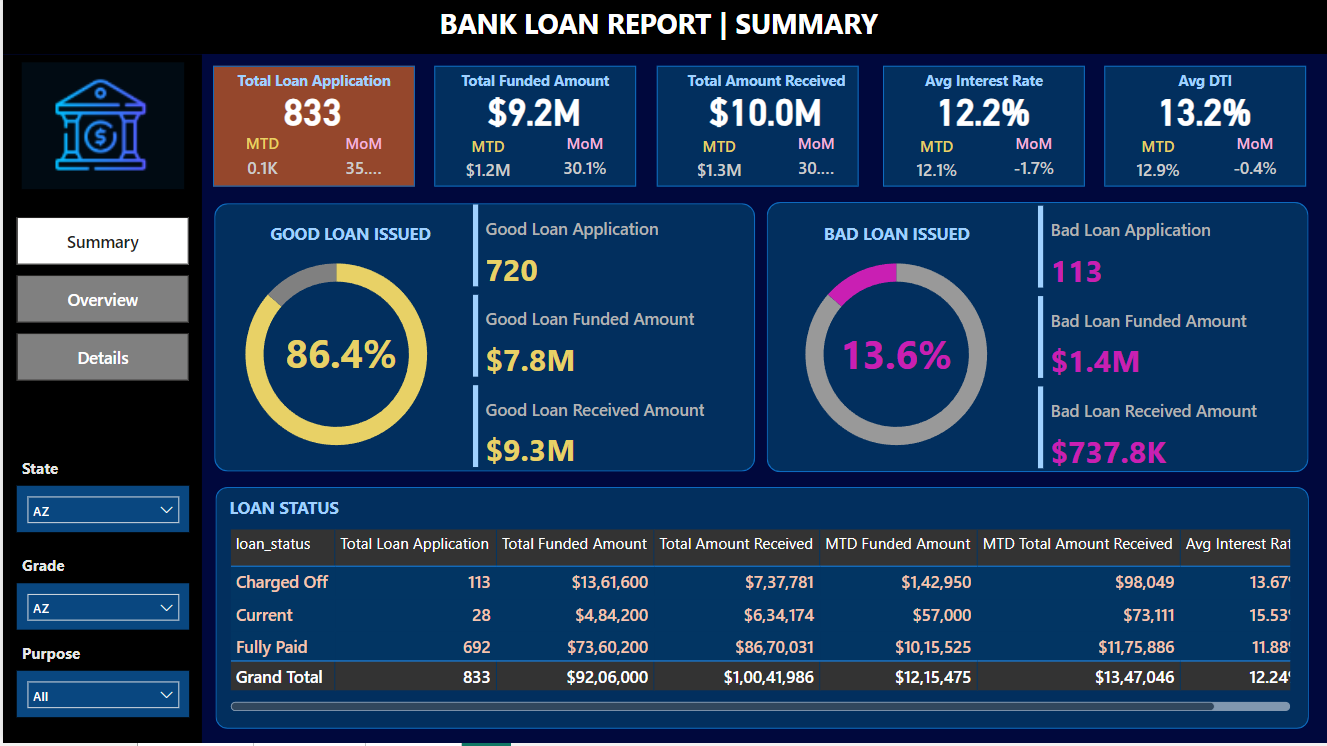 BANK LOAN REPORT | SUMMARY
Total Loan Application
833
MTD MoM
0.1K 35....
Total Funded Amount
$9.2M
MTD MoM
$1.2M 30.1%
Total Amount Received
$10.0M
MTD MoM
$1.3M 30....
Avg Interest Rate
12.2%
MTD MoM
12.1% -1.7%
Avg DTI
13.2%
MTD MoM
12.9% -0.4%
$
Summary
Overview
Details
State
AZ
Grade
AZ
Purpose
All
GOOD LOAN ISSUED
86.4%
Good Loan Application
720
Good Loan Funded Amount
$7.8M
Good Loan Received Amount
$9.3M
BAD LOAN ISSUED
13.6%
Bad Loan Application
113
Bad Loan Funded Amount
$1.4M
Bad Loan Received Amount
$737.8K
LOAN STATUS
loan_status Total Loan Application Total Funded Amount Total Amount Received MTD Funded Amount MTD Total Amount Received Avg Interest Rat
Charged Off 113 $13,61,600 $7,37,781 $1,42,950 $98,049 13.67%
Current 28 $4,84,200 $6,34,174 $57,000 $73,111 15.53%
Fully Paid 692 $73,60,200 $86,70,031 $10,15,525 $11,75,886 11.88%
Grand Total 833 $92,06,000 $1,00,41,986 $12,15,475 $13,47,046 12.24%